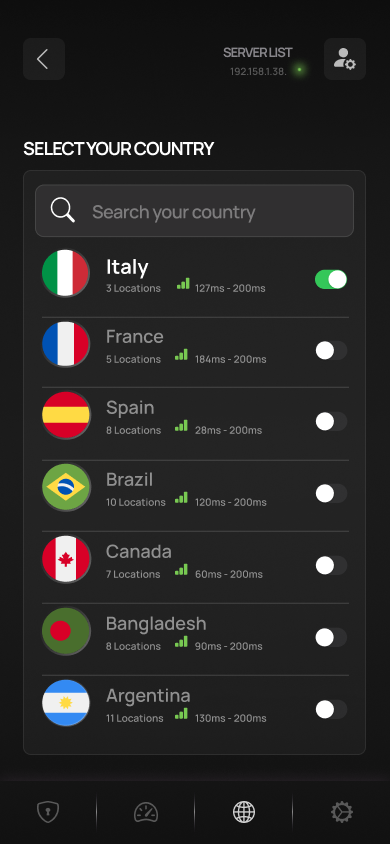 SERVER LIST
192.158.1.38.
SELECT YOUR COUNTRY
Search your country
Italy
3 Locations 127ms - 200ms
France
5 Locations 184ms - 200ms
Spain
8 Locations 28ms - 200ms
Brazil
10 Locations 120ms - 200ms
Canada
7 Locations 60ms - 200ms
Bangladesh
8 Locations 90ms - 200ms
Argentina
11 Locations 130ms - 200ms